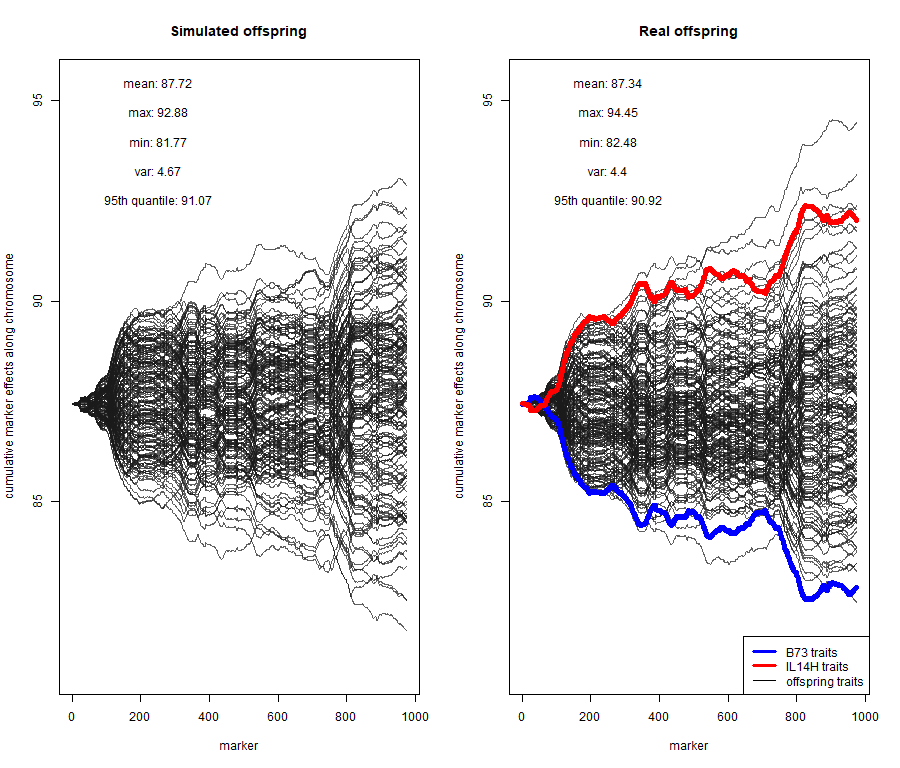 Simulated offspring
mean: 87.72
max: 92.88
min: 81.77
var: 4.67
95th quantile: 91.07
cumulative marker effects along chromosome
95
90
85
0 200 400 600 800 1000
marker
Real offspring
mean: 87.34
max: 94.45
min: 82.48
var: 4.4
95th quantile: 90.92
cumulative marker effects along chromosome
95
90
85
B73 traits
IL14H traits
offspring traits
0 200 400 600 800 1000
marker